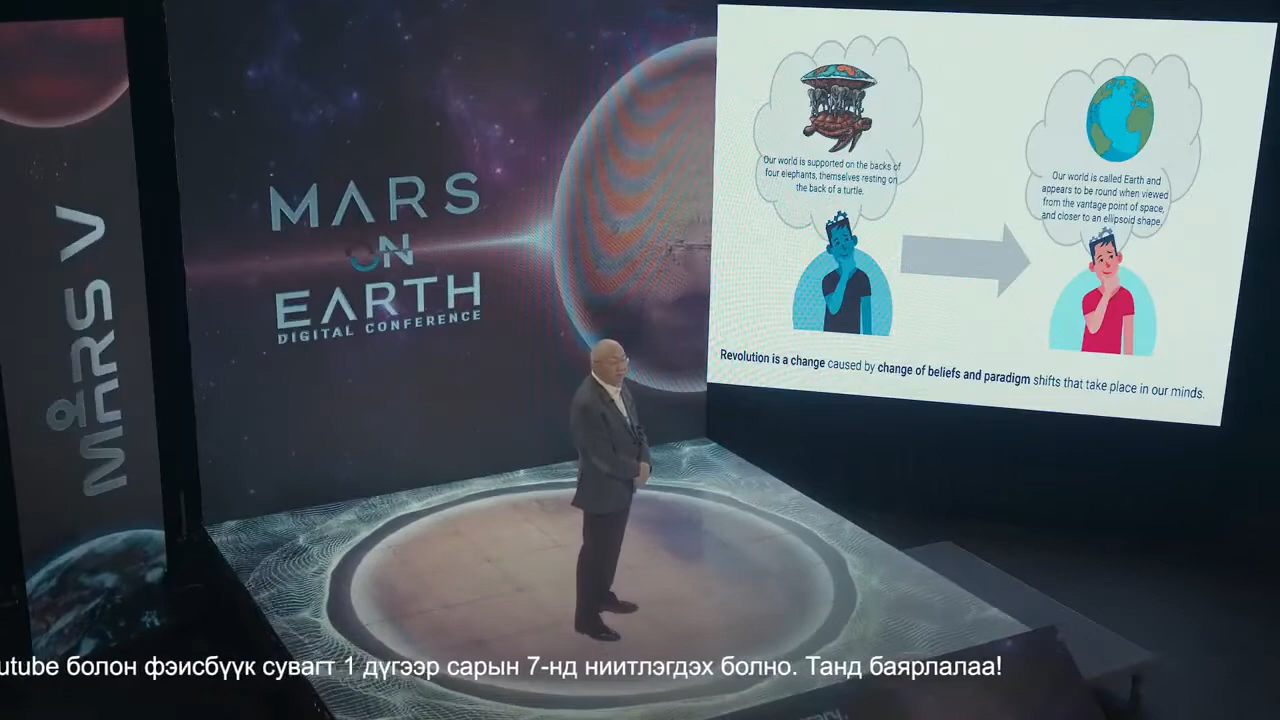 MARS V
MARS
ON
EARTH
DIGITAL CONFERENCE
Our world is supported on the backs of
four elephants, themselves resting on
the back of a turtle.
Our world is called Earth and
appears to be round when viewed
from the vantage point of space,
and closer to an ellipsoid shape.
Revolution is a change caused by change of beliefs and paradigm shifts that take place in our minds.
utube болон фэйсбүүк сувагт 1 дүгээр сарын 7-нд нийтлэгдэх болно. Танд баярлалаа!